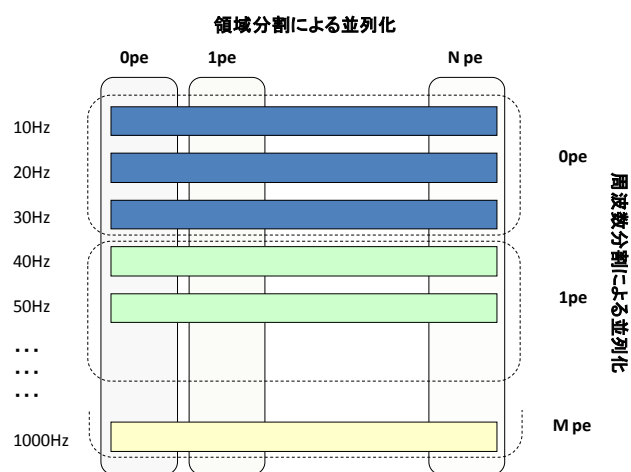 領域分割による並列化
0pe 1pe N pe
10Hz
20Hz
30Hz
40Hz
50Hz
...
...
...
1000Hz
0pe
1pe
M pe
周波数分割による並列化